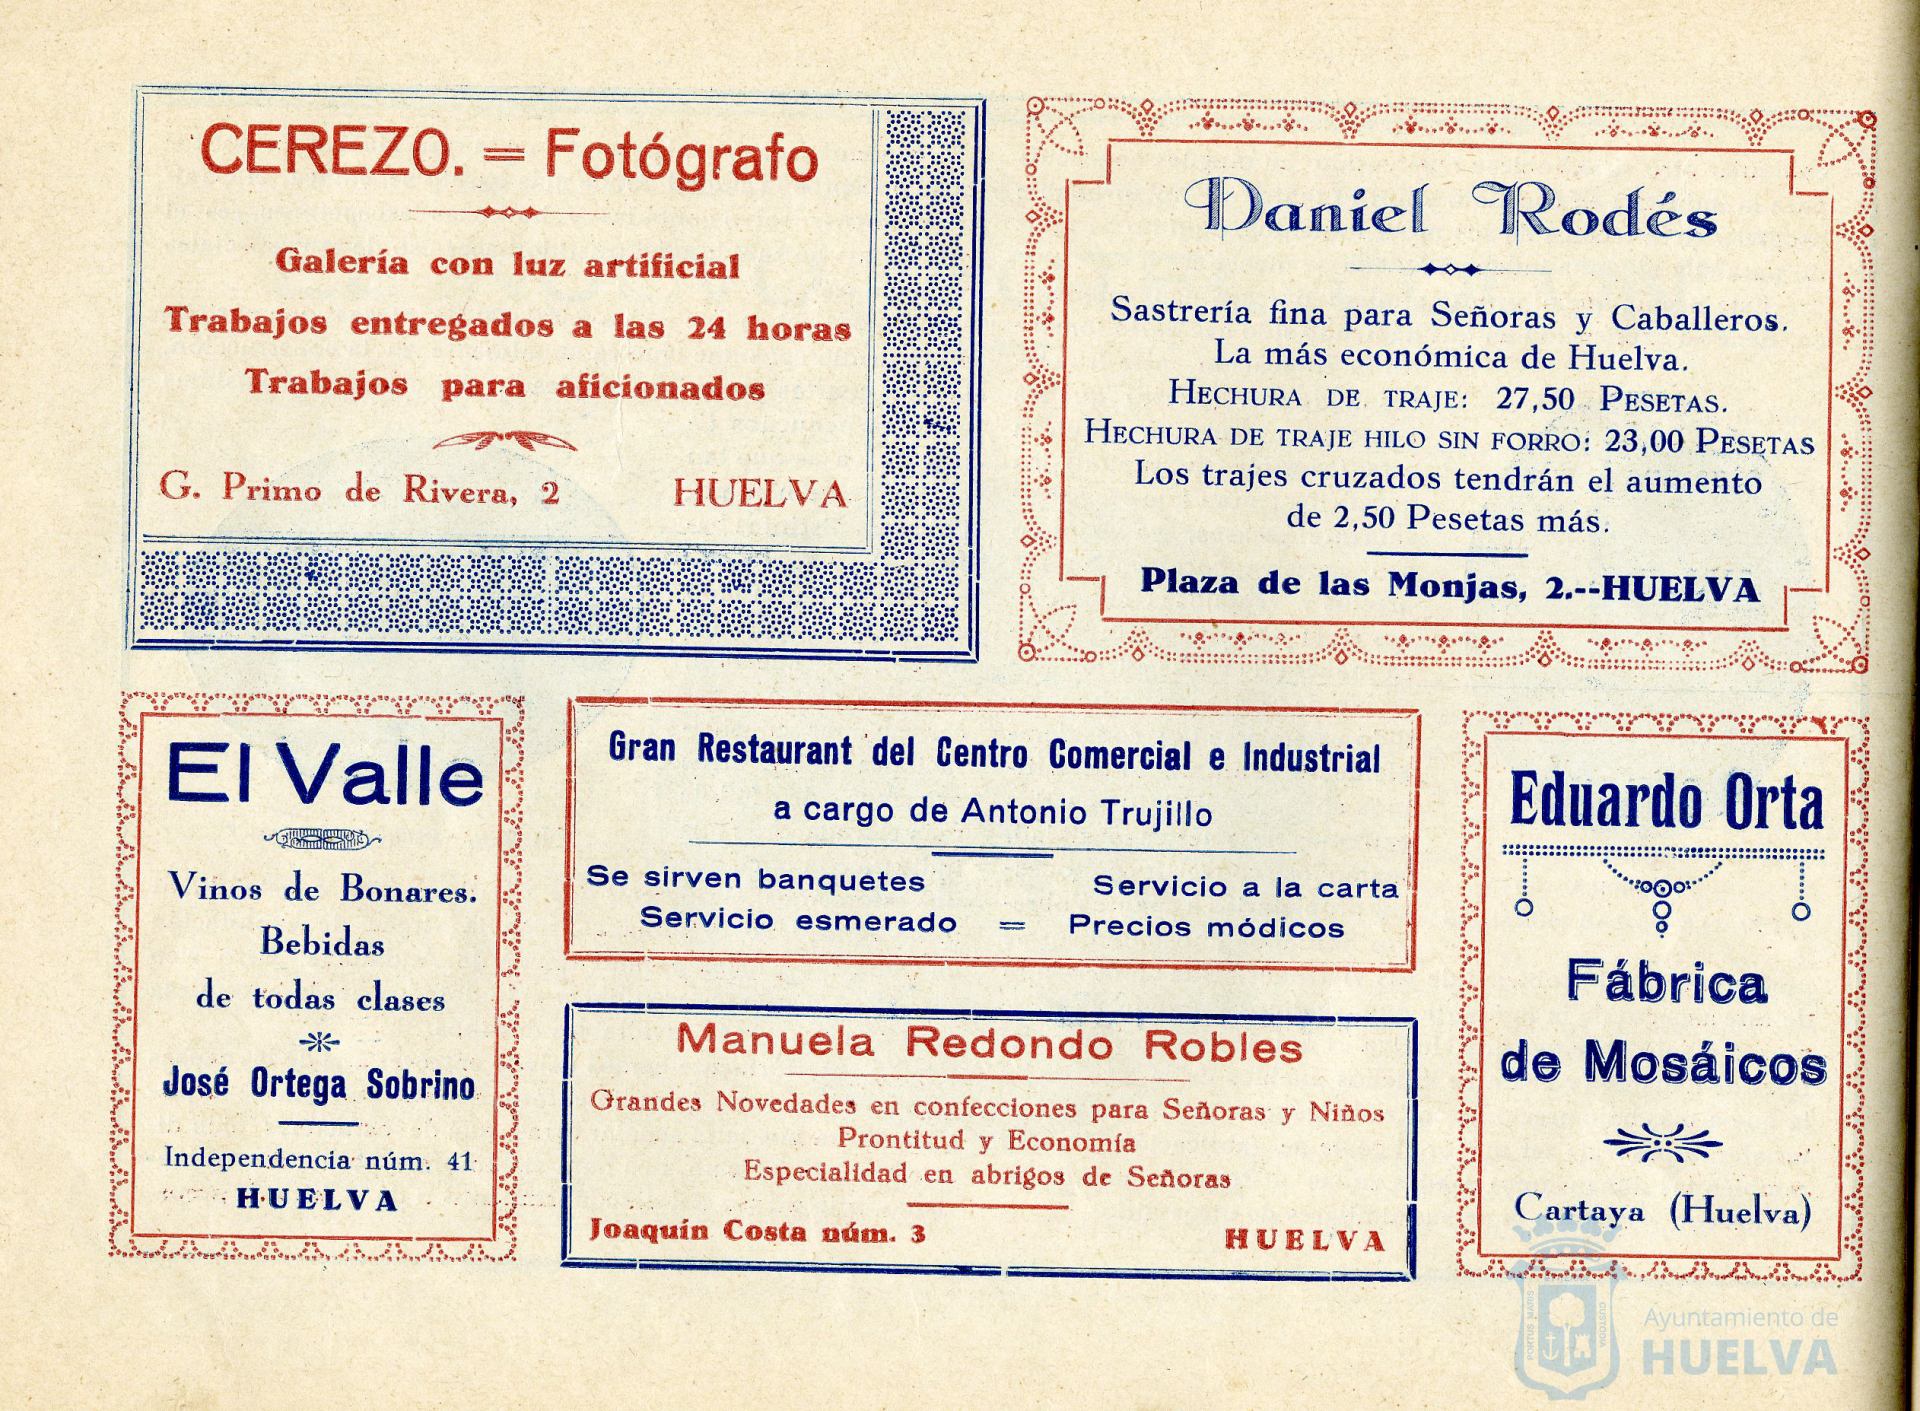 CEREZO. = Fotógrafo
Galería con luz artificial
Trabajos entregados a las 24 horas
Trabajos para aficionados
G. Primo de Rivera, 2 HUELVA
Daniel Rodés
Sastrería fina para Señoras y Caballeros.
La más económica de Huelva.
HECHURA DE TRAJE: 27,50 PESETAS.
HECHURA DE TRAJE HILO SIN FORRO: 23,00 PESETAS
Los trajes cruzados tendrán el aumento
de 2,50 Pesetas más.
Plaza de las Monjas, 2.--HUELVA
El Valle
Vinos de Bonares.
Bebidas
de todas clases
José Ortega Sobrino
Independencia núm. 41
HUELVA
Gran Restaurant del Centro Comercial e Industrial
a cargo de Antonio Trujillo
Se sirven banquetes Servicio a la carta
Servicio esmerado = Precios módicos
Manuela Redondo Robles
Grandes Novedades en confecciones para Señoras y Niños
Prontitud y Economía
Especialidad en abrigos de Señoras
Joaquín Costa núm. 3 HUELVA
Eduardo Orta
Fábrica
de Mosáicos
Cartaya (Huelva)
PORTUS MARIS
CUSTODIA
Ayuntamiento de
HUELVA